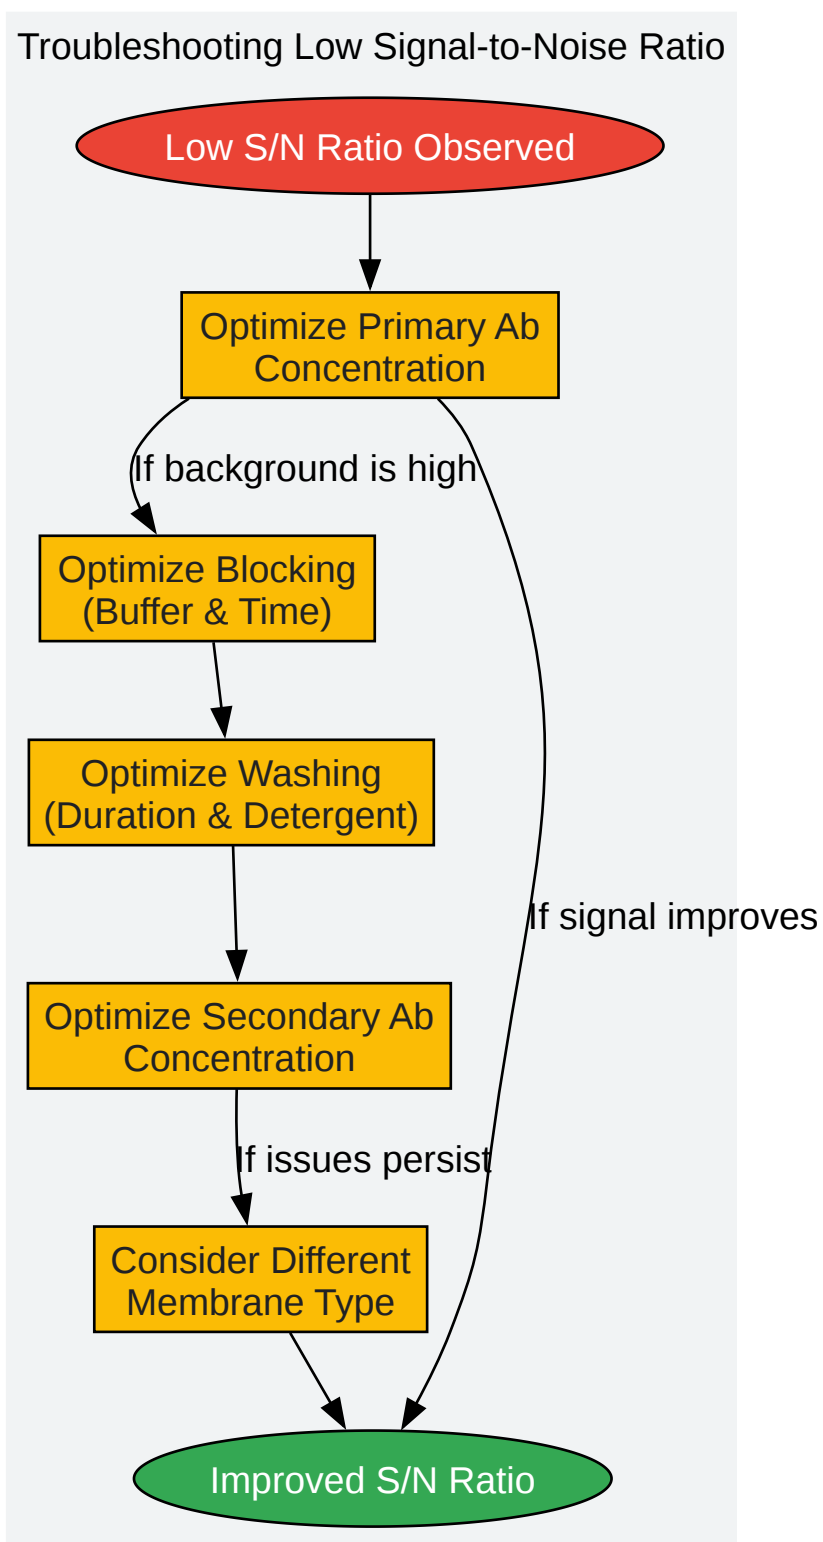 Troubleshooting Low Signal-to-Noise Ratio
Low S/N Ratio Observed
Optimize Primary Ab
Concentration
If background is high
Optimize Blocking
(Buffer & Time)
Optimize Washing
(Duration & Detergent)
If signal improves
Optimize Secondary Ab
Concentration
If issues persist
Consider Different
Membrane Type
Improved S/N Ratio